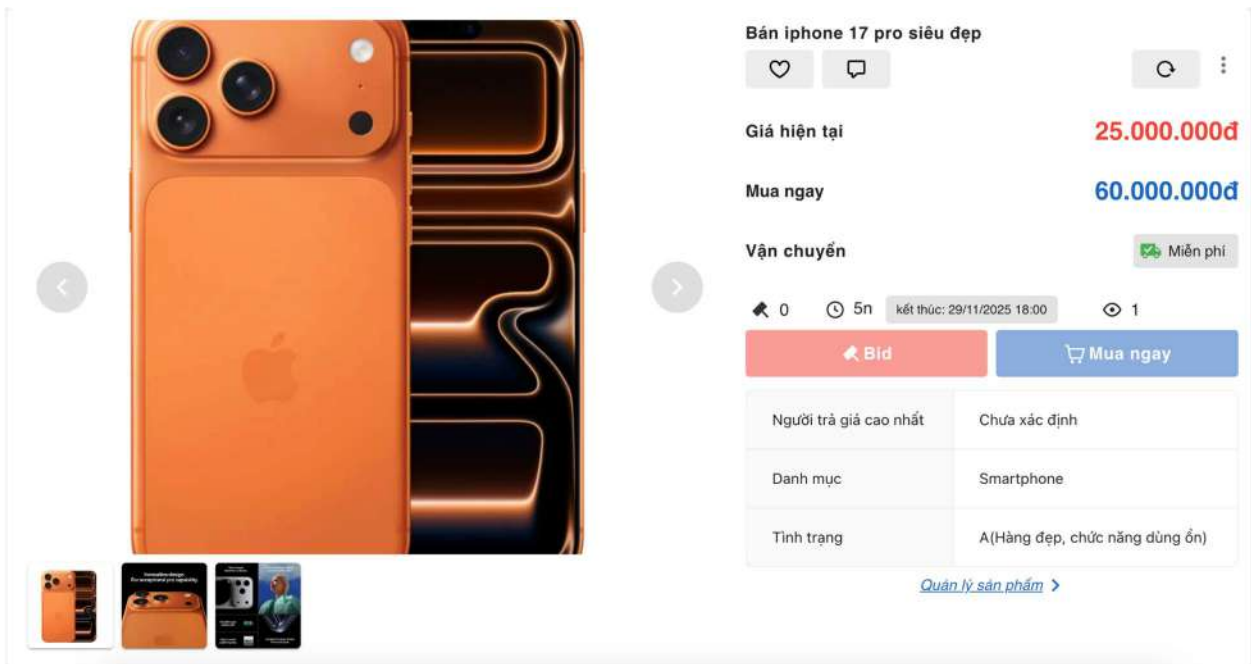 Bán iphone 17 pro siêu đẹp
Giá hiện tại
25.000.000đ
Mua ngay
60.000.000đ
Vận chuyển
Miễn phí
0
5n
kết thúc: 29/11/2025 18:00
1
Bid
Mua ngay
Người trả giá cao nhất
Chưa xác định
Danh mục
Smartphone
Tình trạng
A(Hàng đẹp, chức năng dùng ổn)
Quản lý sản phẩm